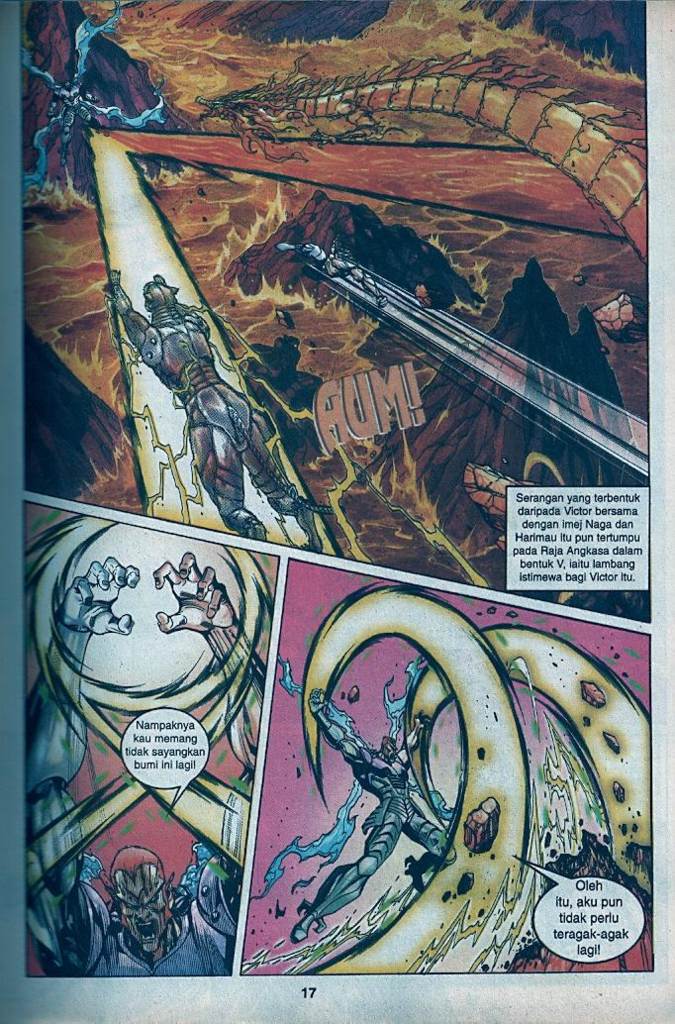 AUM!
Serangan yang terbentuk
daripada Victor bersama
dengan imej Naga dan
Harimau itu pun tertumpu
pada Raja Angkasa dalam
bentuk V, iaitu lambang
istimewa bagi Victor itu.
Nampaknya
kau memang
tidak sayangkan
bumi ini lagi!
Oleh
itu, aku pun
tidak perlu
teragak-agak
lagi!
17